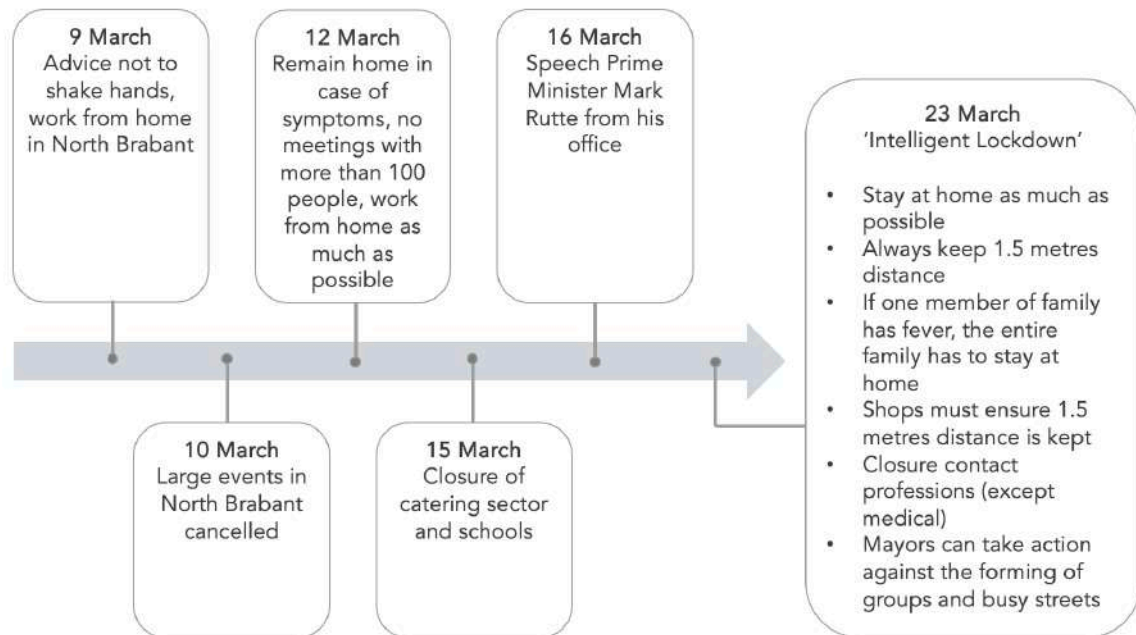 9 March
Advice not to
shake hands,
work from home
in North Brabant
10 March
Large events in
North Brabant
cancelled
12 March
Remain home in
case of
symptoms, no
meetings with
more than 100
people, work
from home as
much as
possible
15 March
Closure of
catering sector
and schools
16 March
Speech Prime
Minister Mark
Rutte from his
office
23 March
'Intelligent Lockdown'
• Stay at home as much as
possible
• Always keep 1.5 metres
distance
• If one member of family
has fever, the entire
family has to stay at
home
• Shops must ensure 1.5
metres distance is kept
• Closure contact
professions (except
medical)
• Mayors can take action
against the forming of
groups and busy streets